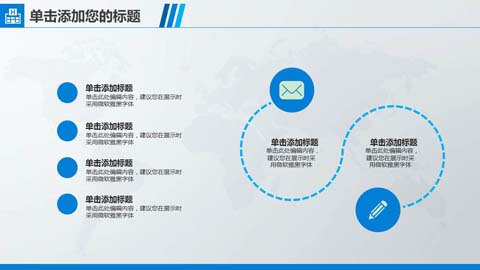 单击添加您的标题
单击添加标题
单击此处编辑内容，建议您在展示时
采用微软雅黑字体
单击添加标题
单击此处编辑内容，建议您在展示时
采用微软雅黑字体
单击添加标题
单击此处编辑内容，建议您在展示时
采用微软雅黑字体
单击添加标题
单击此处编辑内容，建议您在展示时
采用微软雅黑字体
单击添加标题
单击此处编辑内容，
建议您在展示时采
用微软雅黑字体
单击添加标题
单击此处编辑内容，
建议您在展示时采
用微软雅黑字体